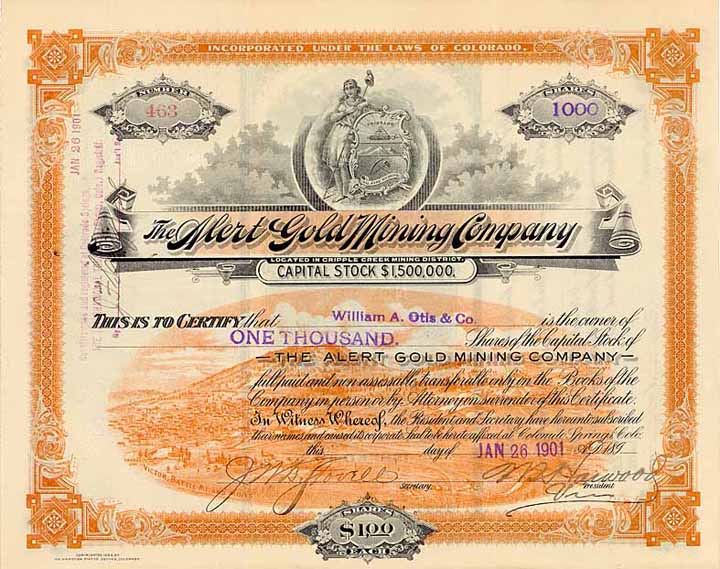 INCORPORATED UNDER THE LAWS OF COLORADO.
NUMBER
463
SHARES
1000
JAN 26 1901
The Alert Gold Mining Company
LOCATED IN CRIPPLE CREEK MINING DISTRICT.
CAPITAL STOCK $1,500,000.
THIS IS TO CERTIFY that William A. Otis & Co. is the owner of
ONE THOUSAND. Shares of the Capital Stock of
THE ALERT GOLD MINING COMPANY
full paid and non assessable, transferable only on the Books of the
Company in person or by Attorney on surrender of this Certificate.
In Witness Whereof, the President and Secretary have hereunto subscribed
their names and caused its corporate Seal to be hereto affixed at Colorado Springs, Colo.
this day of JAN 26 1901 A.D. 189
Secretary.
President
VICTOR, BATTLE
SHARES
$1.00
EACH